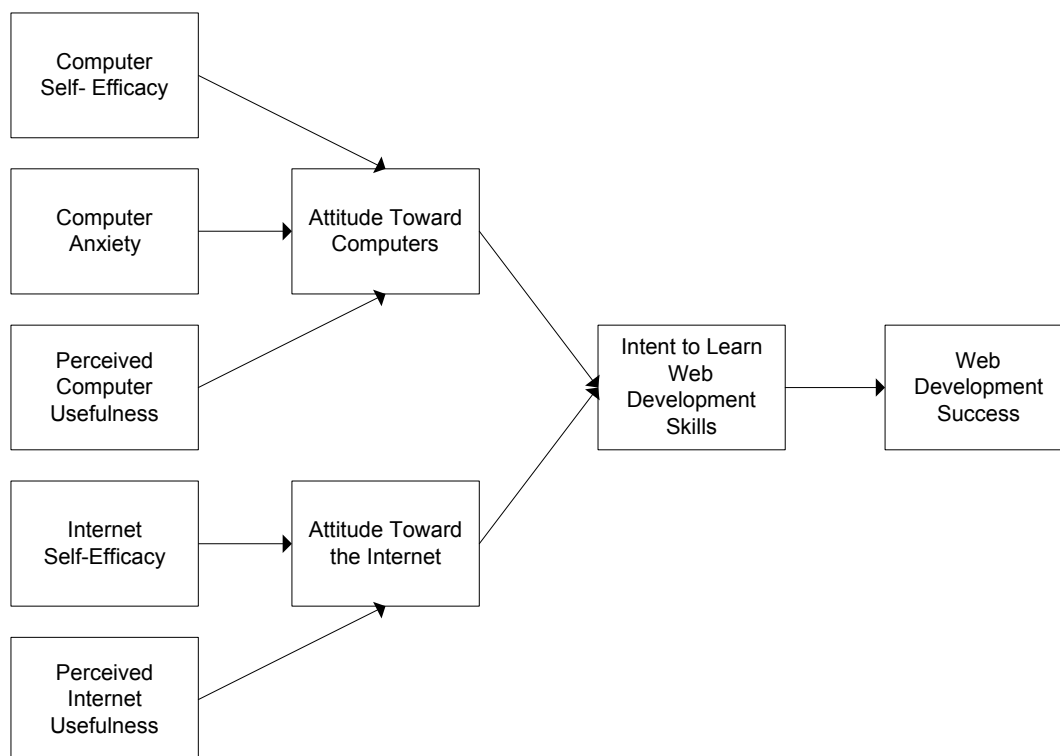 Computer
Self- Efficacy
Computer
Anxiety
Attitude Toward
Computers
Perceived
Computer
Usefulness
Intent to Learn
Web
Development
Skills
Web
Development
Success
Internet
Self-Efficacy
Attitude Toward
the Internet
Perceived
Internet
Usefulness